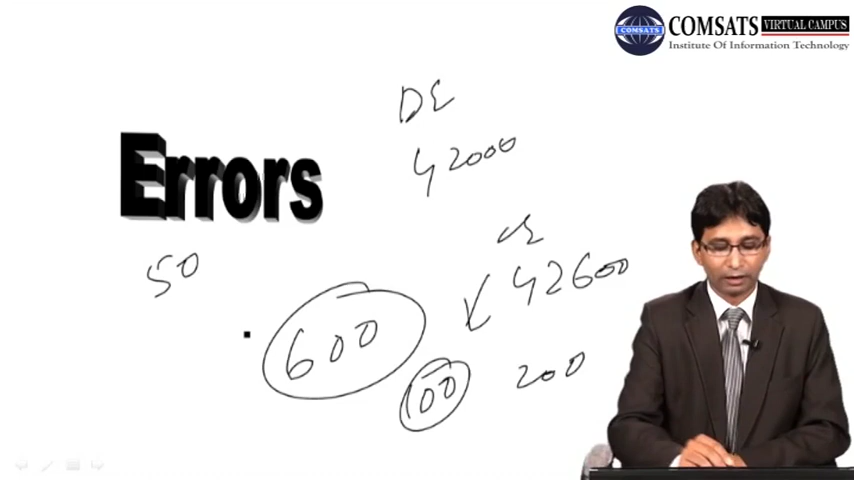 COMSATS VIRTUAL CAMPUS
COMSATS
Institute Of Information Technology
DE
42000
Errors
50
42600
600
100
200